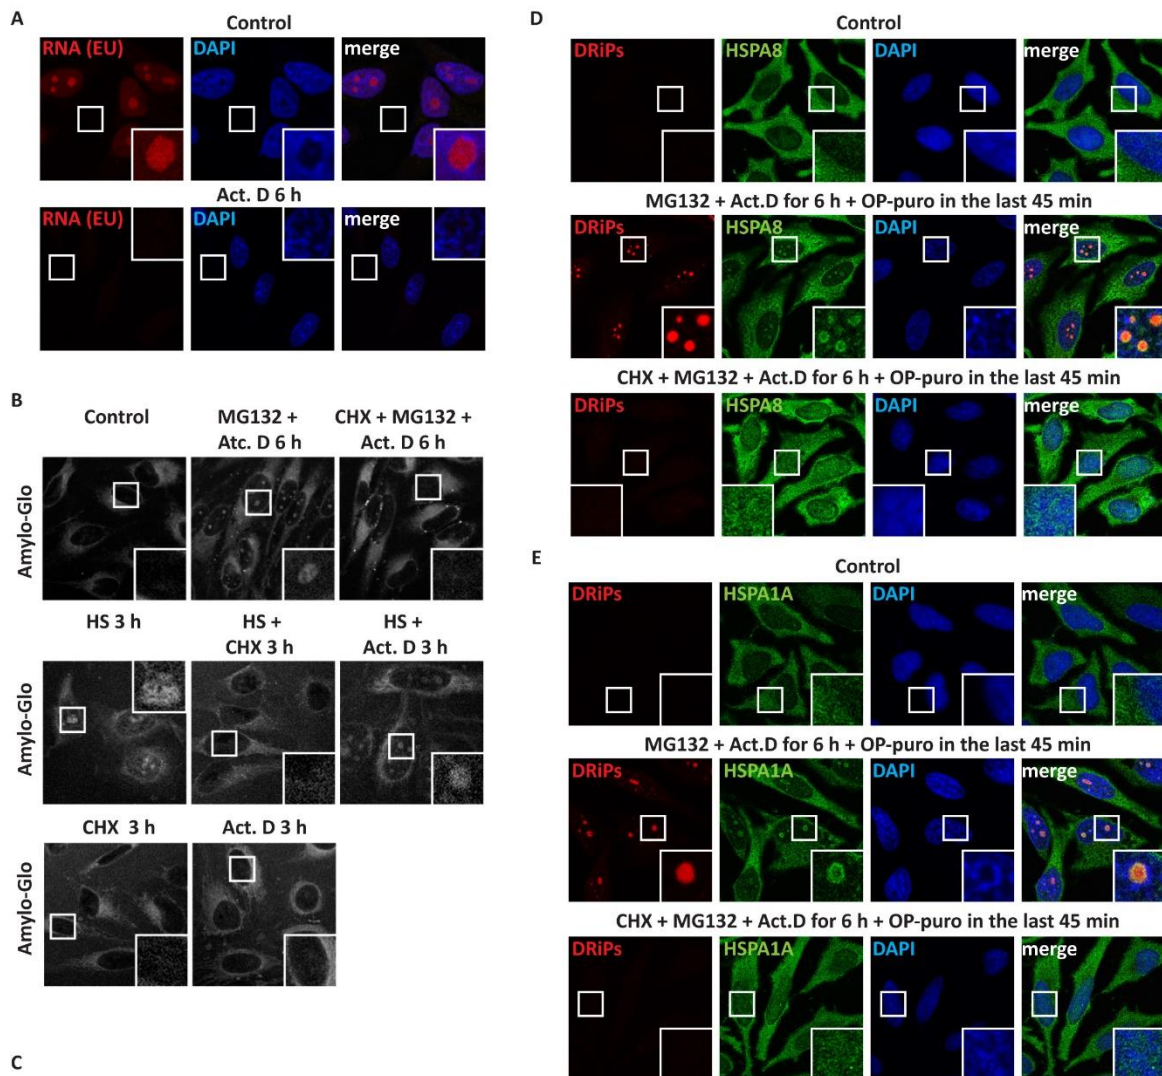 A
Control
RNA (EU) DAPI merge
Act. D 6 h
RNA (EU) DAPI merge
B
Control
MG132 +
Atc. D 6 h
CHX + MG132 +
Act. D 6 h
Amylo-Glo
HS 3 h
HS +
CHX 3 h
HS +
Act. D 3 h
Amylo-Glo
CHX 3 h
Act. D 3 h
Amylo-Glo
C
D
Control
DRiPs HSPA8 DAPI merge
MG132 + Act.D for 6 h + OP-puro in the last 45 min
DRiPs HSPA8 DAPI merge
CHX + MG132 + Act.D for 6 h + OP-puro in the last 45 min
DRiPs HSPA8 DAPI merge
E
Control
DRiPs HSPA1A DAPI merge
MG132 + Act.D for 6 h + OP-puro in the last 45 min
DRiPs HSPA1A DAPI merge
CHX + MG132 + Act.D for 6 h + OP-puro in the last 45 min
DRiPs HSPA1A DAPI merge